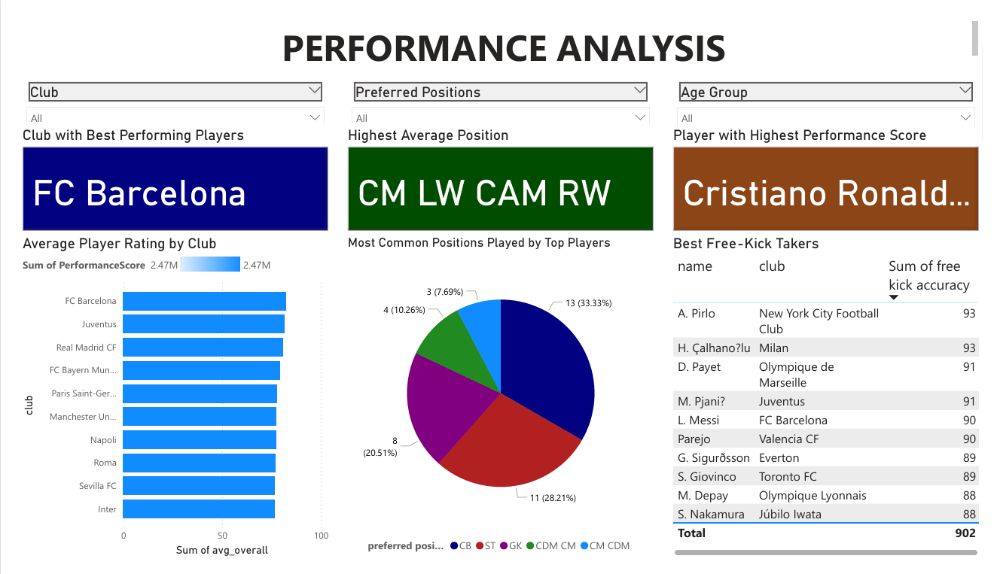 PERFORMANCE ANALYSIS
Club
Preferred Positions
Age Group
All
All
All
Club with Best Performing Players
Highest Average Position
Player with Highest Performance Score
FC Barcelona
CM LW CAM RW
Cristiano Ronald...
Average Player Rating by Club
Sum of PerformanceScore 2.47M 2.47M
FC Barcelona
Juventus
Real Madrid CF
FC Bayern Mun...
Paris Saint-Ger...
Manchester Un...
Napoli
Roma
Sevilla FC
Inter
club
0 50 100
Sum of avg_overall
Most Common Positions Played by Top Players
3 (7.69%)
13 (33.33%)
4 (10.26%)
8
(20.51%)
11 (28.21%)
preferred posi... CB ST GK CDM CM CM CDM
Best Free-Kick Takers
name club Sum of free
kick accuracy
A. Pirlo New York City Football 93
Club
H. Çalhano?lu Milan 93
D. Payet Olympique de 91
Marseille
M. Pjani? Juventus 91
L. Messi FC Barcelona 90
Parejo Valencia CF 90
G. Sigurðsson Everton 89
S. Giovinco Toronto FC 89
M. Depay Olympique Lyonnais 88
S. Nakamura Júbilo Iwata 88
Total 902